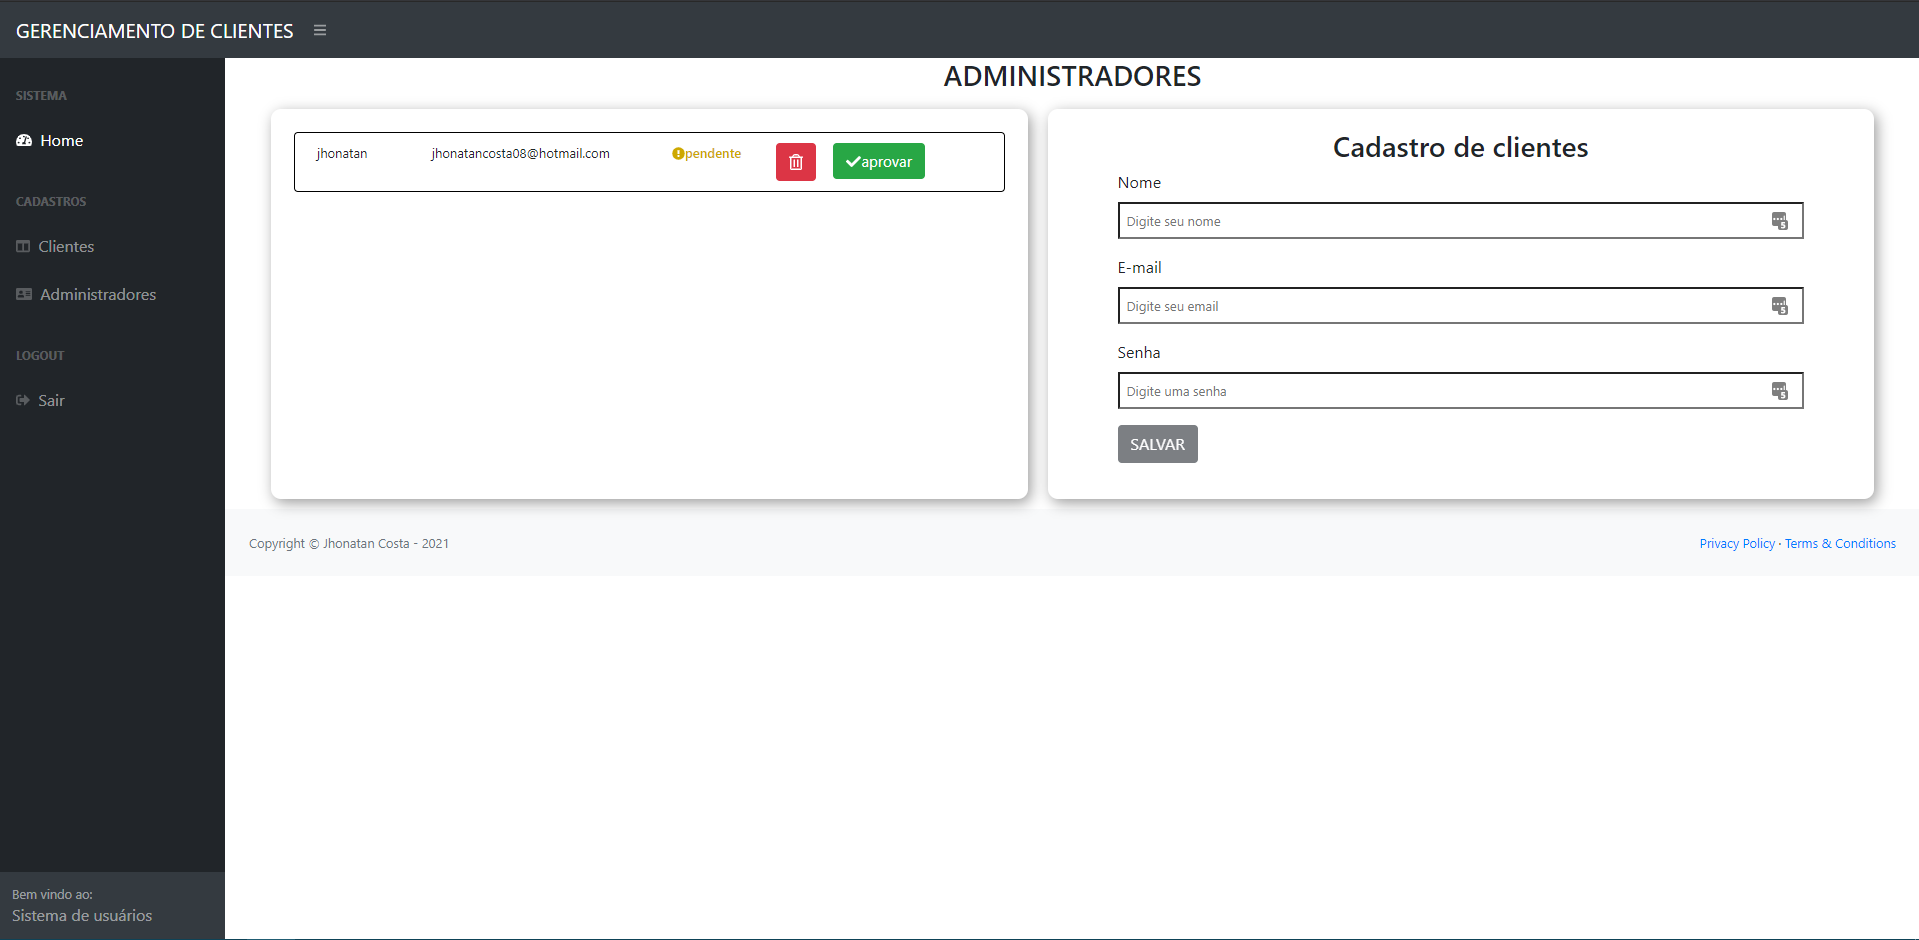 GERENCIAMENTO DE CLIENTES
SISTEMA
Home
CADASTROS
Clientes
Administradores
LOGOUT
Sair
Bem vindo ao:
Sistema de usuários
ADMINISTRADORES
jhonatan jhonatancosta08@hotmail.com pendente aprovar
Cadastro de clientes
Nome
Digite seu nome
E-mail
Digite seu email
Senha
Digite uma senha
SALVAR
Copyright © Jhonatan Costa - 2021
Privacy Policy · Terms & Conditions